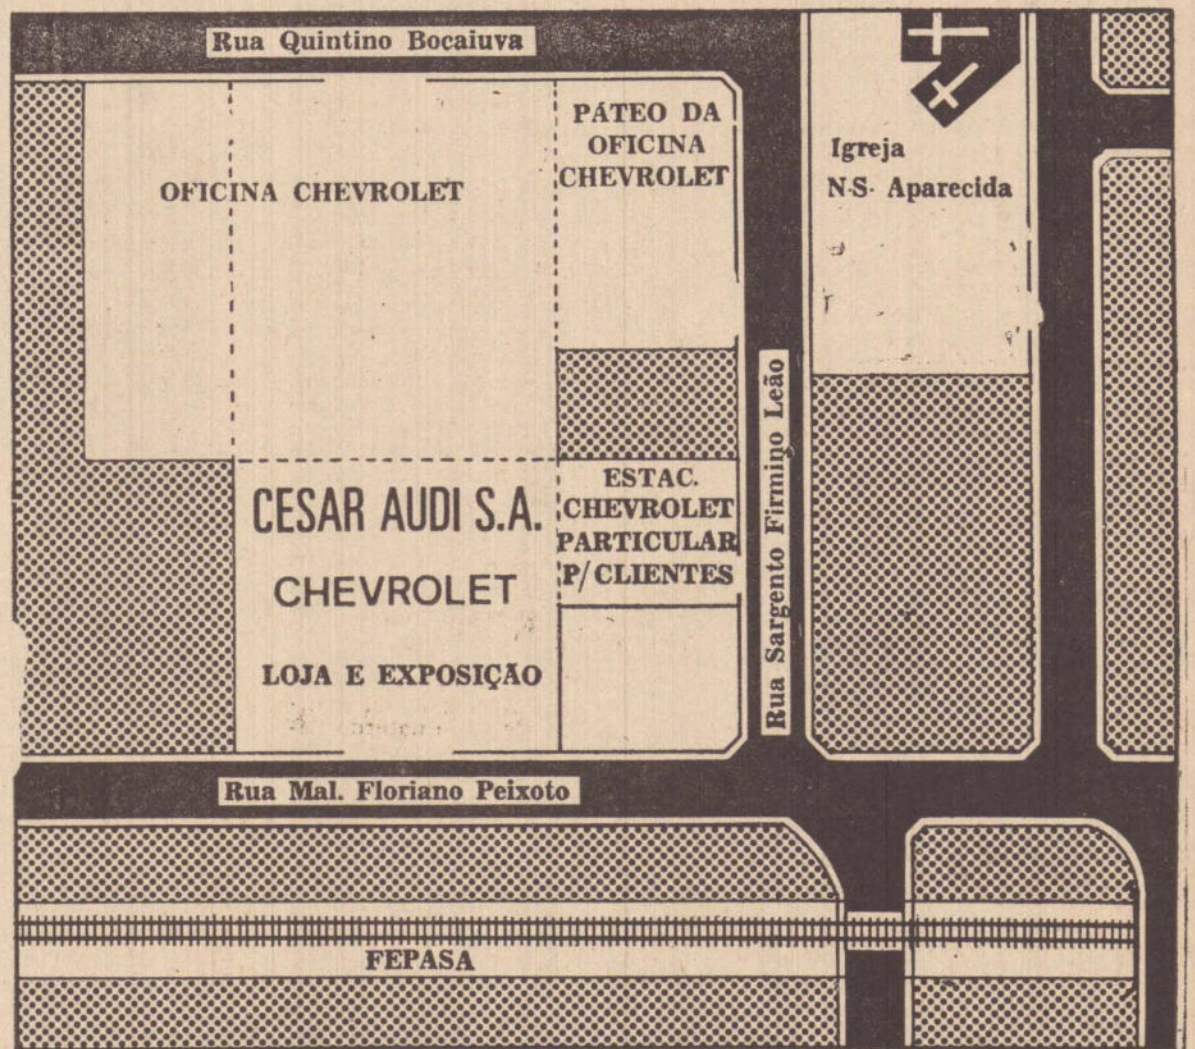 Rua Quintino Bocaiuva
PÁTEO DA
OFICINA
CHEVROLET
OFICINA CHEVROLET
Igreja
N·S· Aparecida
Rua Sargento Firmino Leão
CESAR AUDI S.A.
CHEVROLET
LOJA E EXPOSIÇÃO
ESTAC.
CHEVROLET
PARTICULAR
P/CLIENTES
Rua Mal. Floriano Peixoto
FEPASA